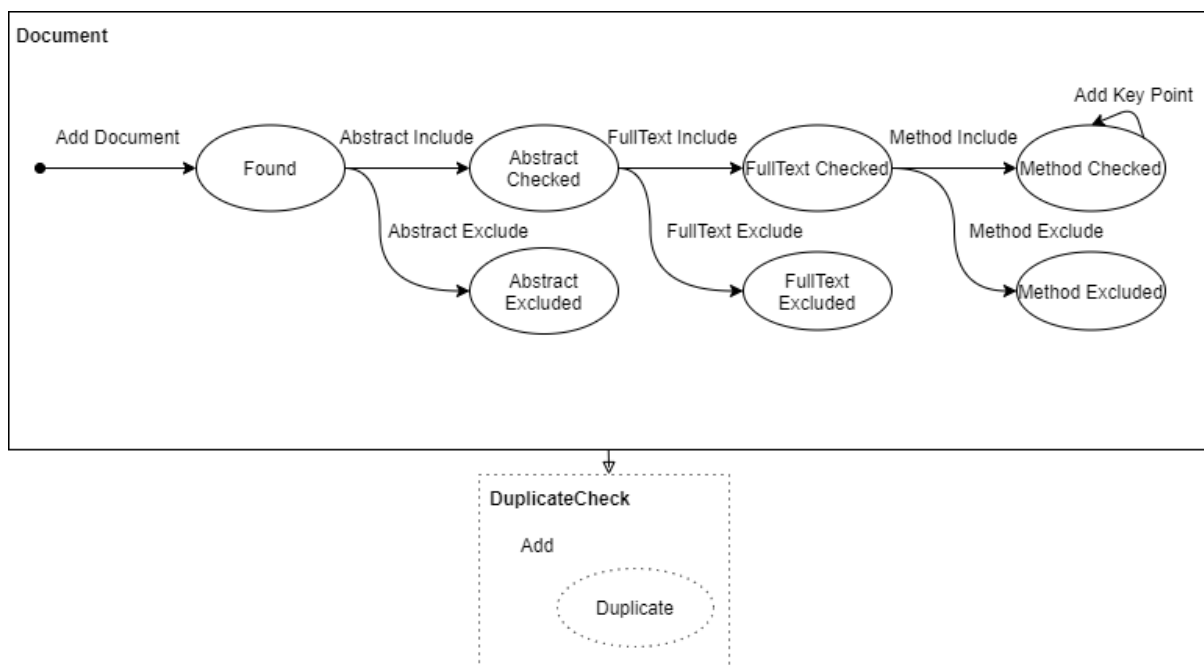 Document
Add Key Point
Add Document
Abstract Include
FullText Include
Method Include
Found
Abstract
Checked
FullText Checked
Method Checked
Abstract Exclude
FullText Exclude
Method Exclude
Abstract
Excluded
FullText
Excluded
Method Excluded
DuplicateCheck
Add
Duplicate